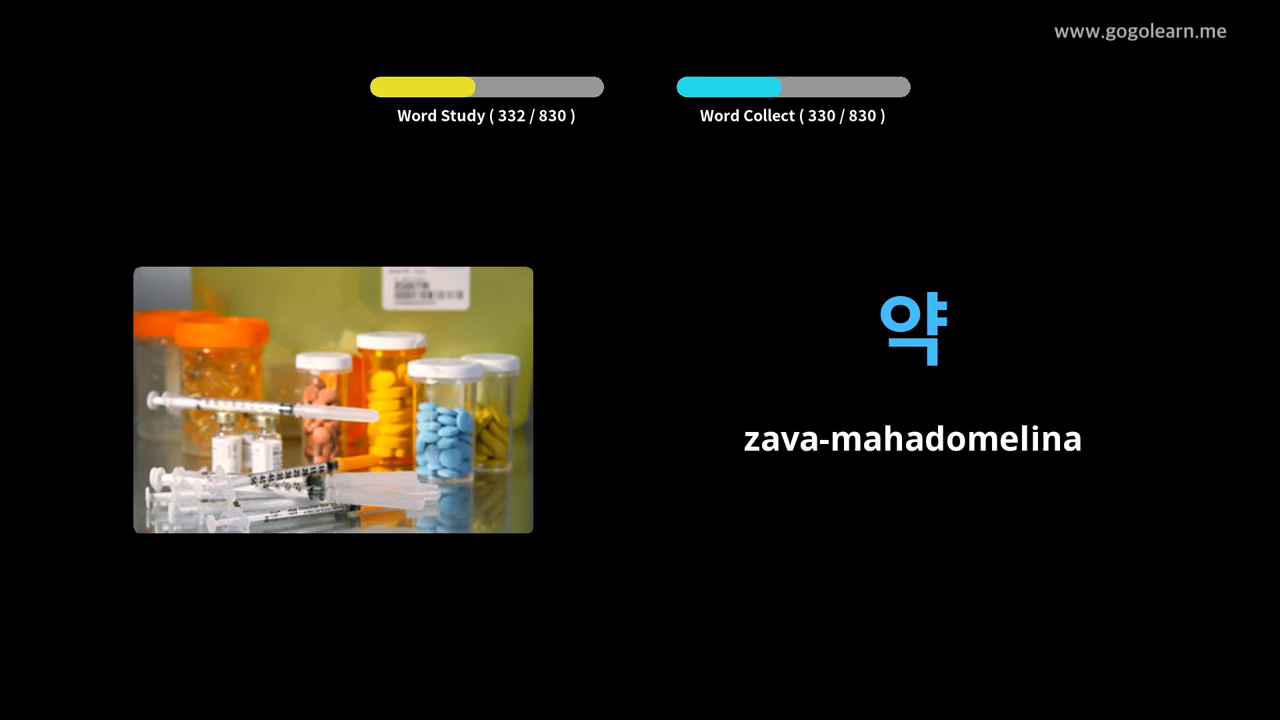 www.gogolearn.me
Word Study ( 332 / 830 )
Word Collect ( 330 / 830 )
약
zava-mahadomelina